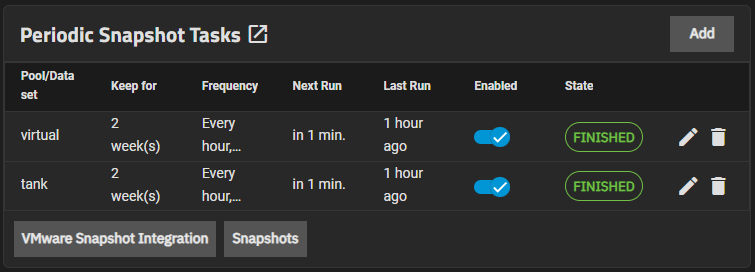 Periodic Snapshot Tasks
Add
Pool/Data
set
Keep for
Frequency
Next Run
Last Run
Enabled
State
virtual
2
week(s)
Every
hour,...
in 1 min.
1 hour
ago
FINISHED
tank
2
week(s)
Every
hour,...
in 1 min.
1 hour
ago
FINISHED
VMware Snapshot Integration
Snapshots